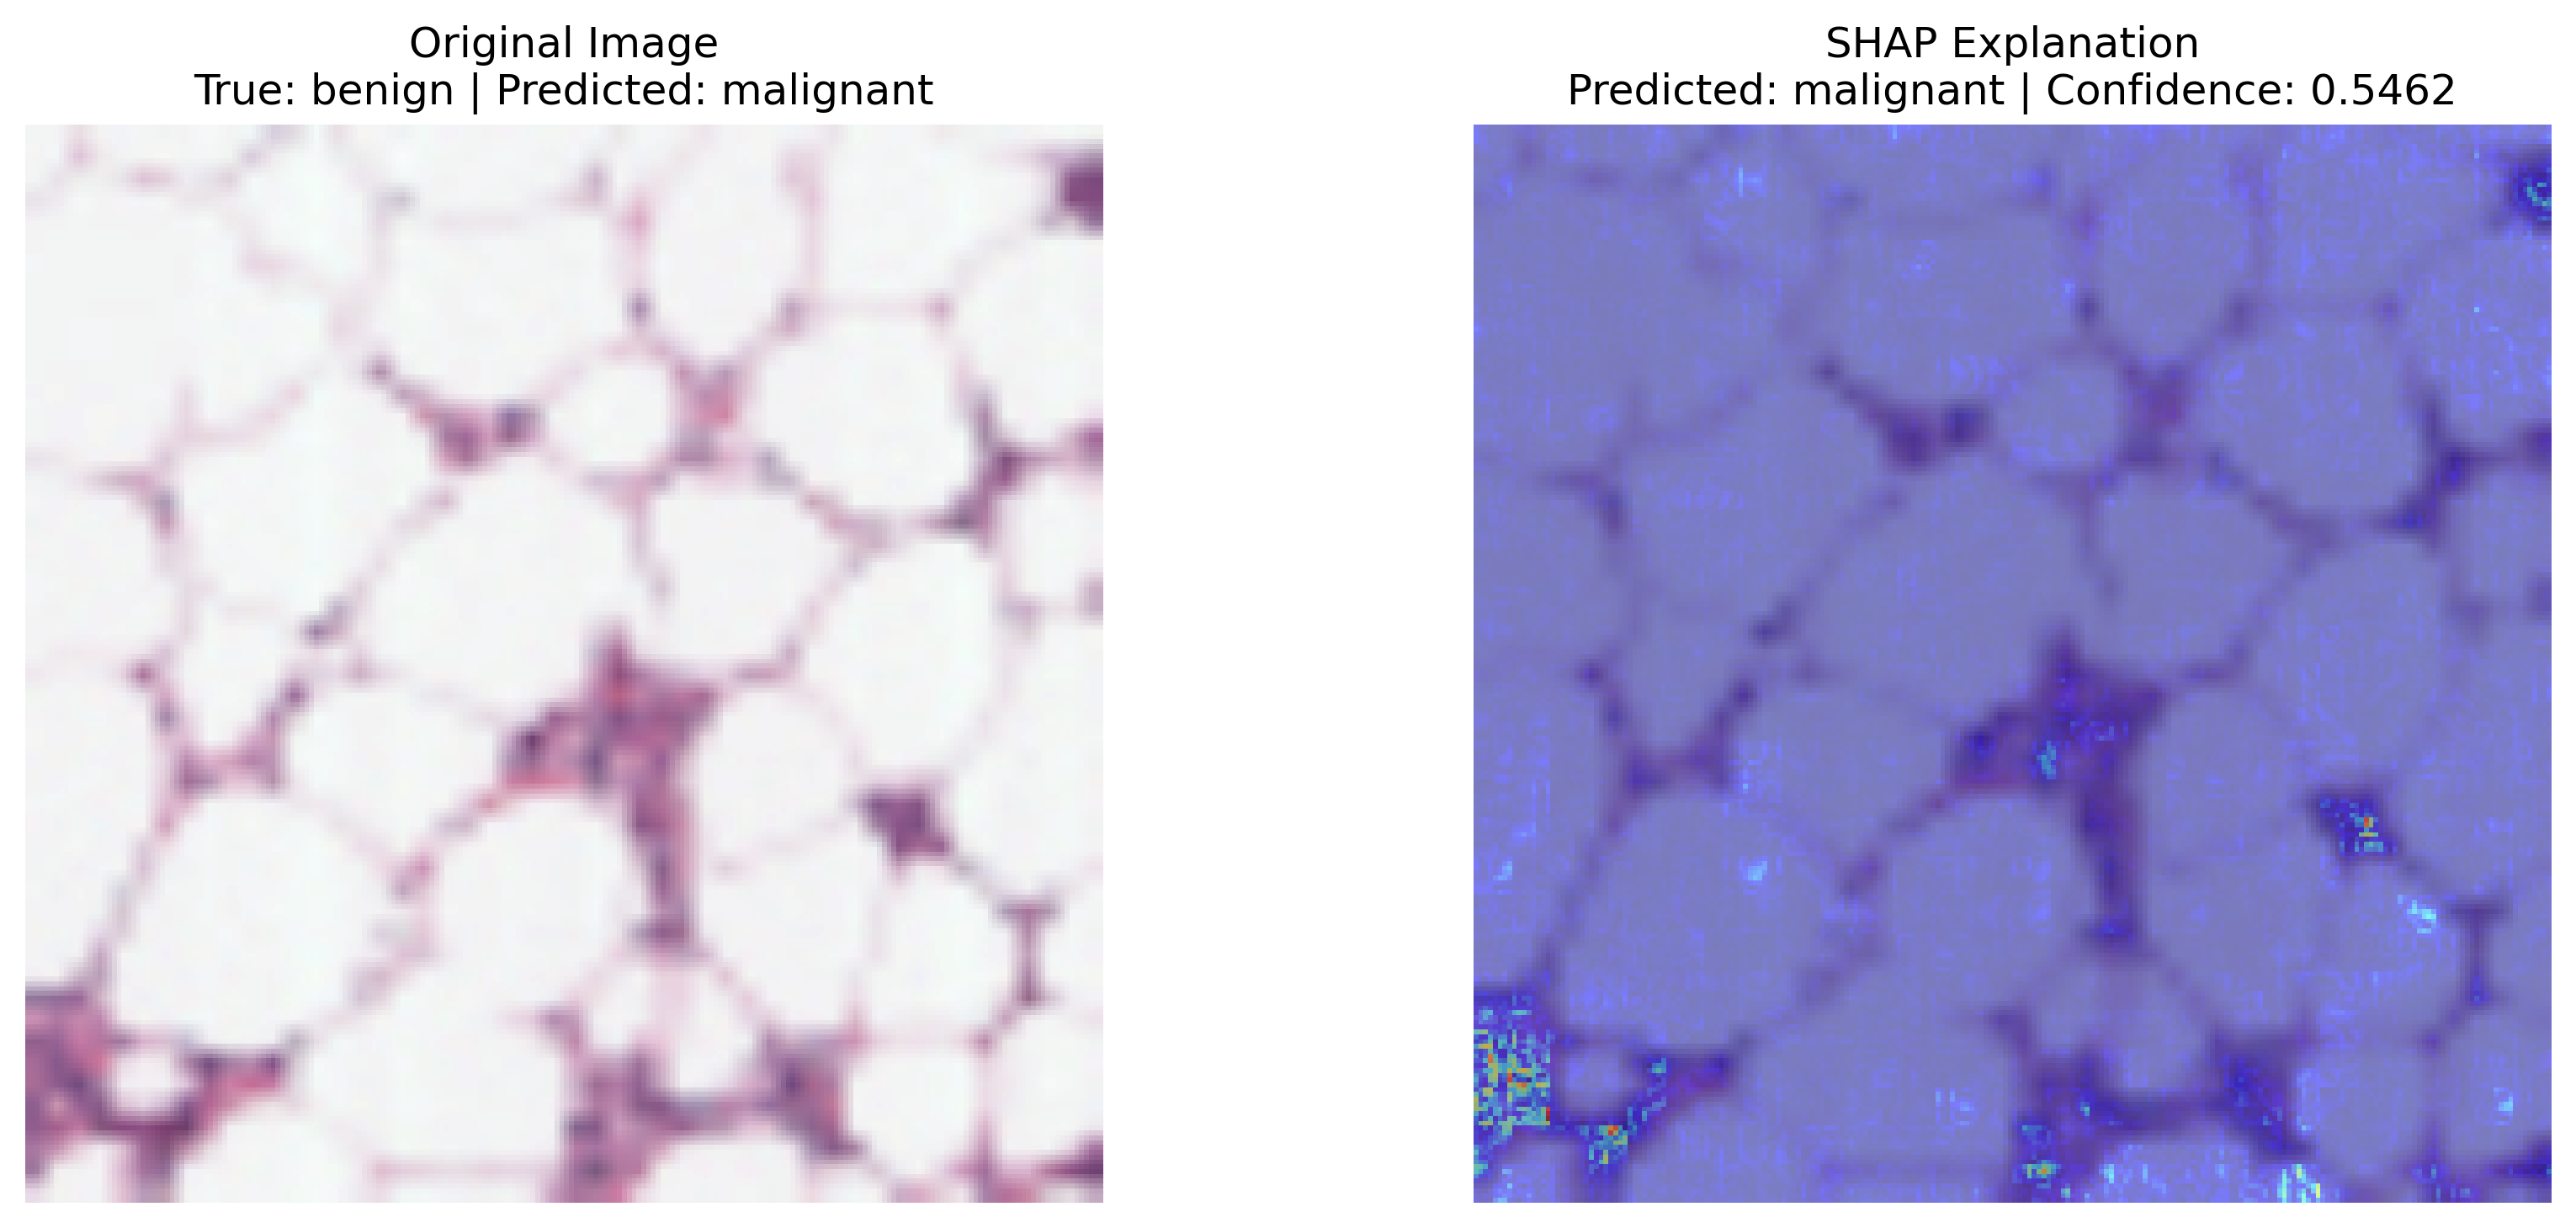 Original Image
True: benign | Predicted: malignant
SHAP Explanation
Predicted: malignant | Confidence: 0.5462